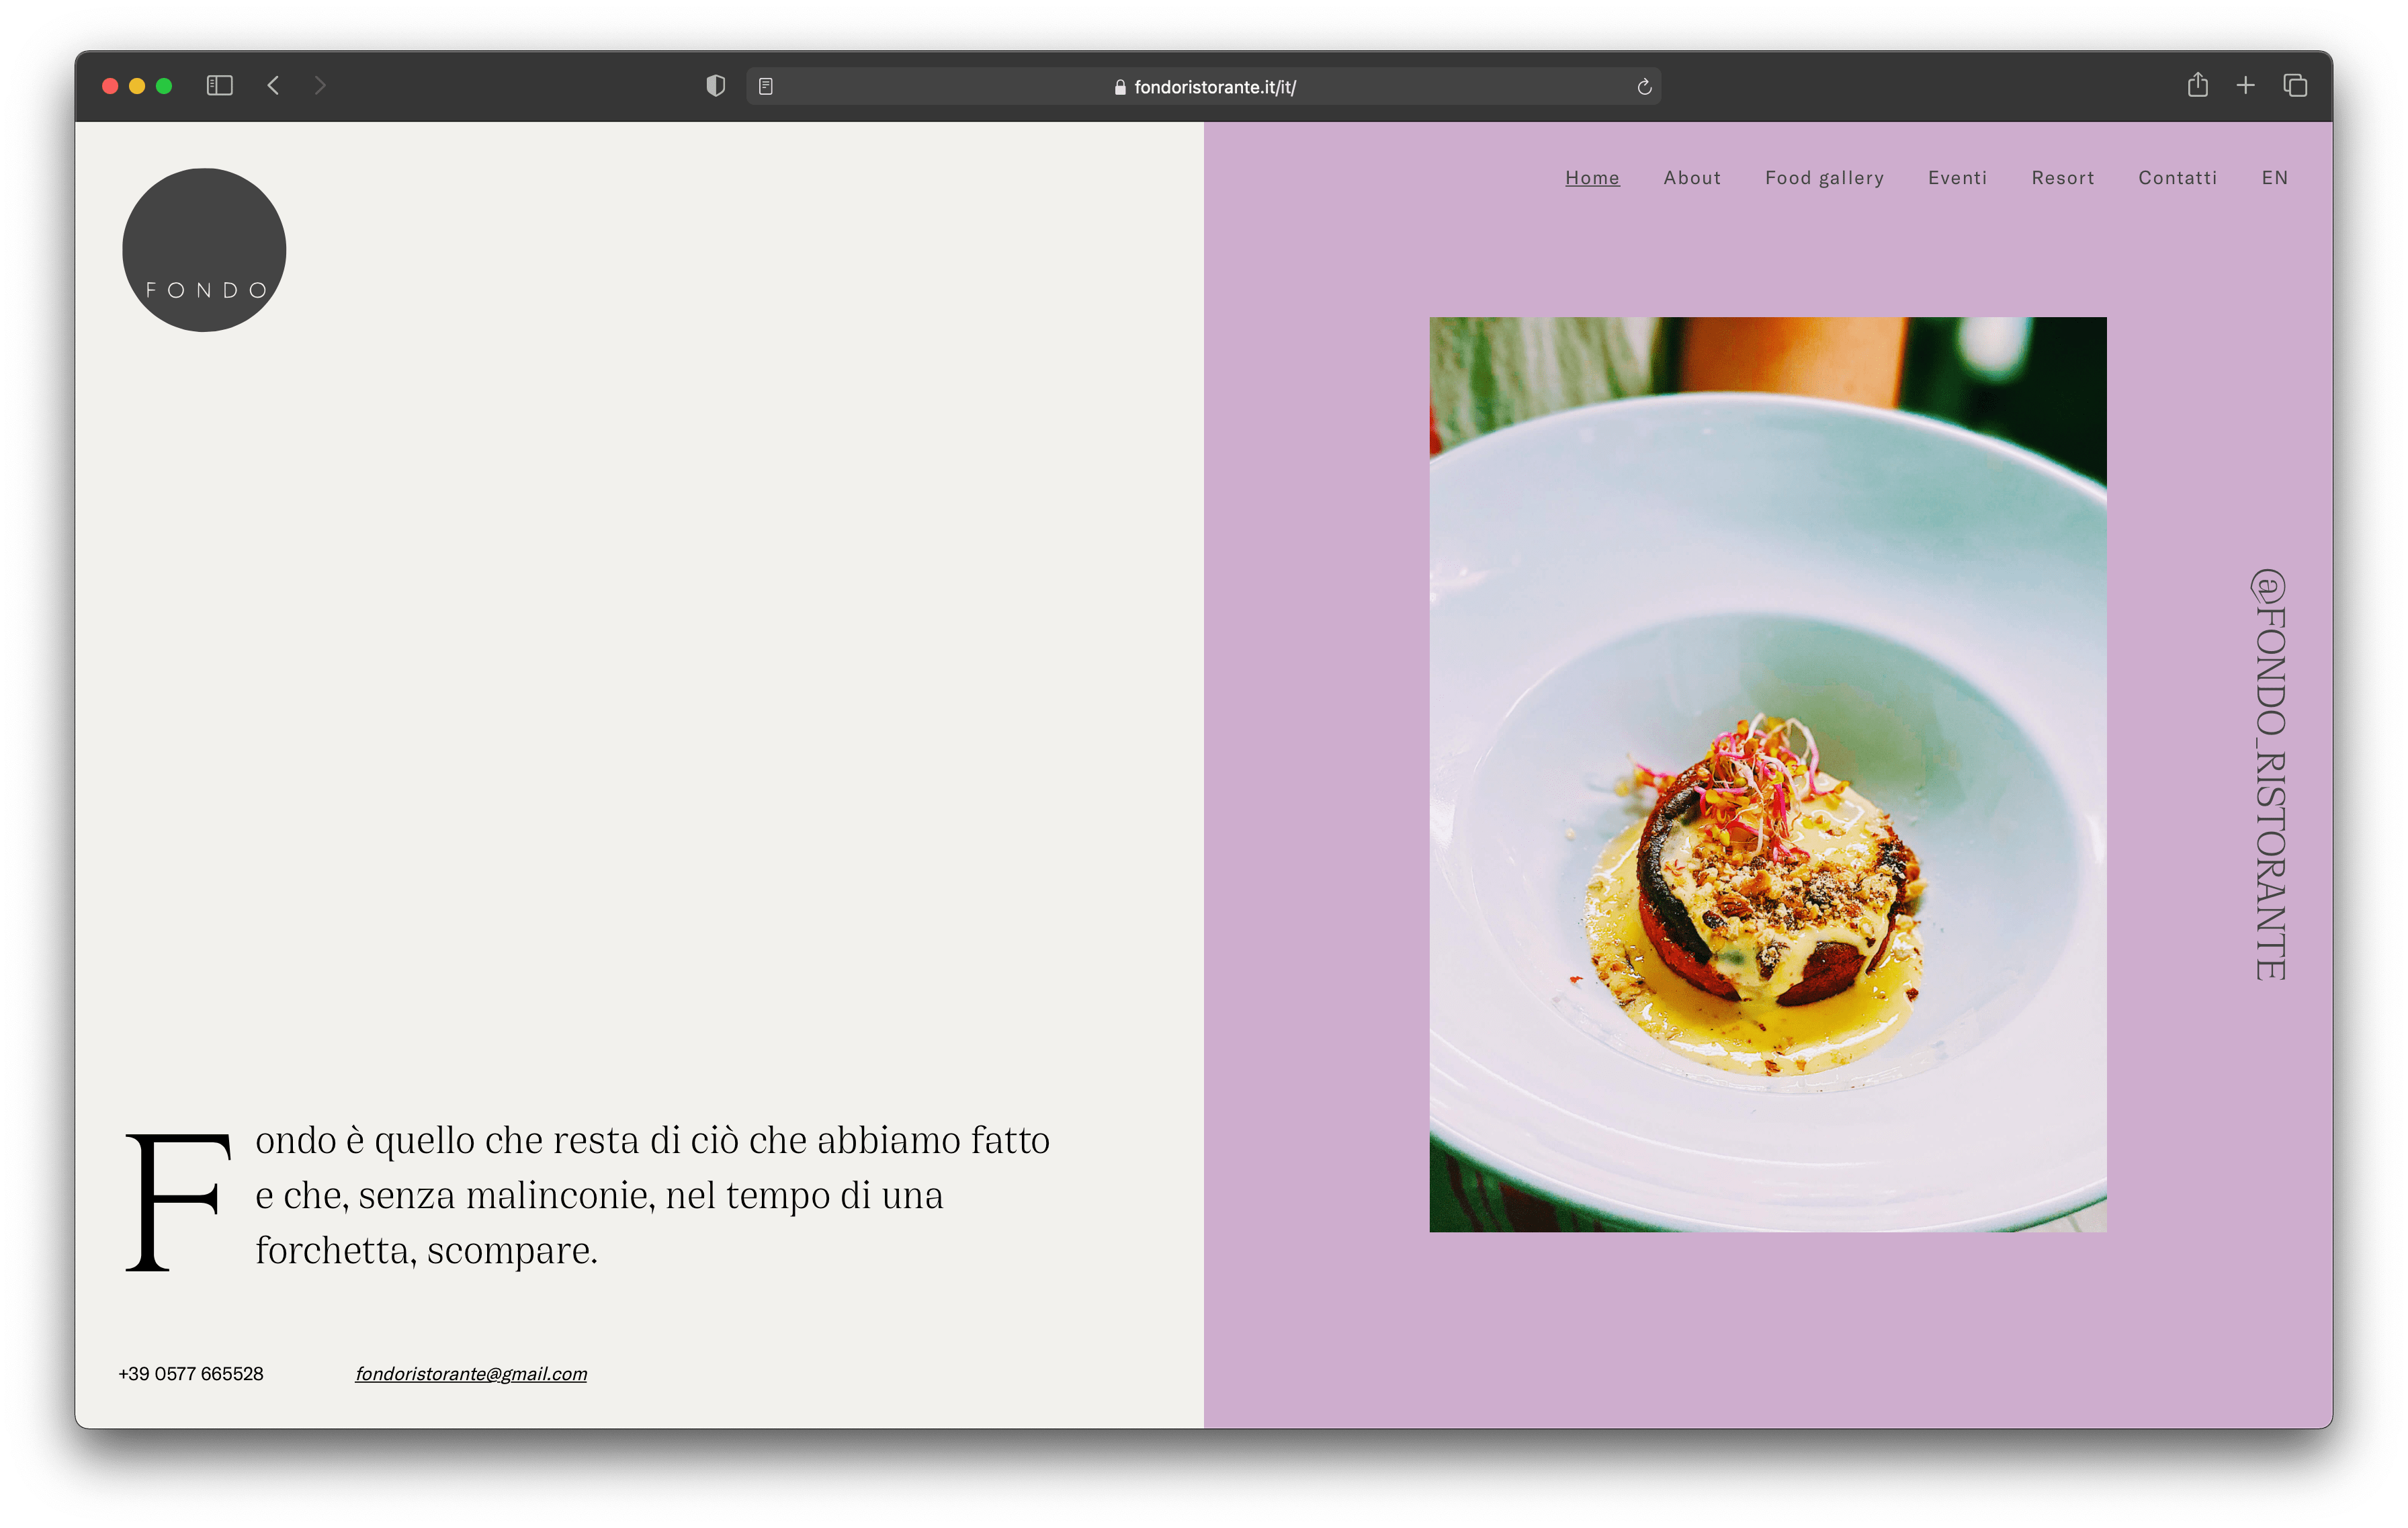 fondoristorante.it/it/
FONDO
Home About Food gallery Eventi Resort Contatti EN
@FONDO_RISTORANTE
Fondo è quello che resta di ciò che abbiamo fatto
e che, senza malinconie, nel tempo di una
forchetta, scompare.
+39 0577 665528 fondoristorante@gmail.com